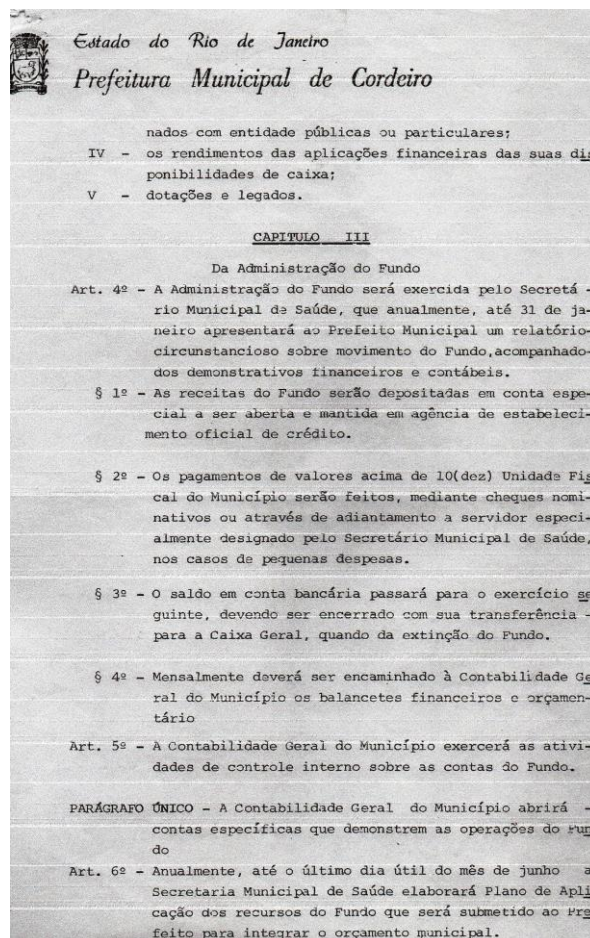 Estado do Rio de Janeiro
Prefeitura Municipal de Cordeiro
nados com entidade públicas ou particulares;
IV - os rendimentos das aplicações financeiras das suas dis
ponibilidades de caixa;
V - dotações e legados.
CAPITULO III
Da Administração do Fundo
Art. 4º - A Administração do Fundo será exercida pelo Secretá -
rio Municipal de Saúde, que anualmente, até 31 de ja-
neiro apresentará ao Prefeito Municipal um relatório-
circunstancioso sobre movimento do Fundo, acompanhado-
dos demonstrativos financeiros e contábeis.
§ 1º - As receitas do Fundo serão depositadas em conta espe-
cial a ser aberta e mantida em agência de estabeleci-
mento oficial de crédito.
§ 2º - Os pagamentos de valores acima de 10(dez) Unidade Fis
cal do Município serão feitos, mediante cheques nomi-
nativos ou através de adiantamento a servidor especi-
almente designado pelo Secretário Municipal de Saúde,
nos casos de pequenas despesas.
§ 3º - O saldo em conta bancária passará para o exercício se
guinte, devendo ser encerrado com sua transferência -
para a Caixa Geral, quando da extinção do Fundo.
§ 4º - Mensalmente deverá ser encaminhado à Contabilidade Ge
ral do Município os balancetes financeiros e orçamen-
tário
Art. 5º - A Contabilidade Geral do Município exercerá as ativi-
dades de controle interno sobre as contas do Fundo.
PARÁGRAFO ÚNICO - A Contabilidade Geral do Município abrirá -
contas específicas que demonstrem as operações do Fun
do
Art. 6º - Anualmente, até o último dia útil do mês de junho a
Secretaria Municipal de Saúde elaborará Plano de Apli
cação dos recursos do Fundo que será submetido ao Pre
feito para integrar o orçamento municipal.